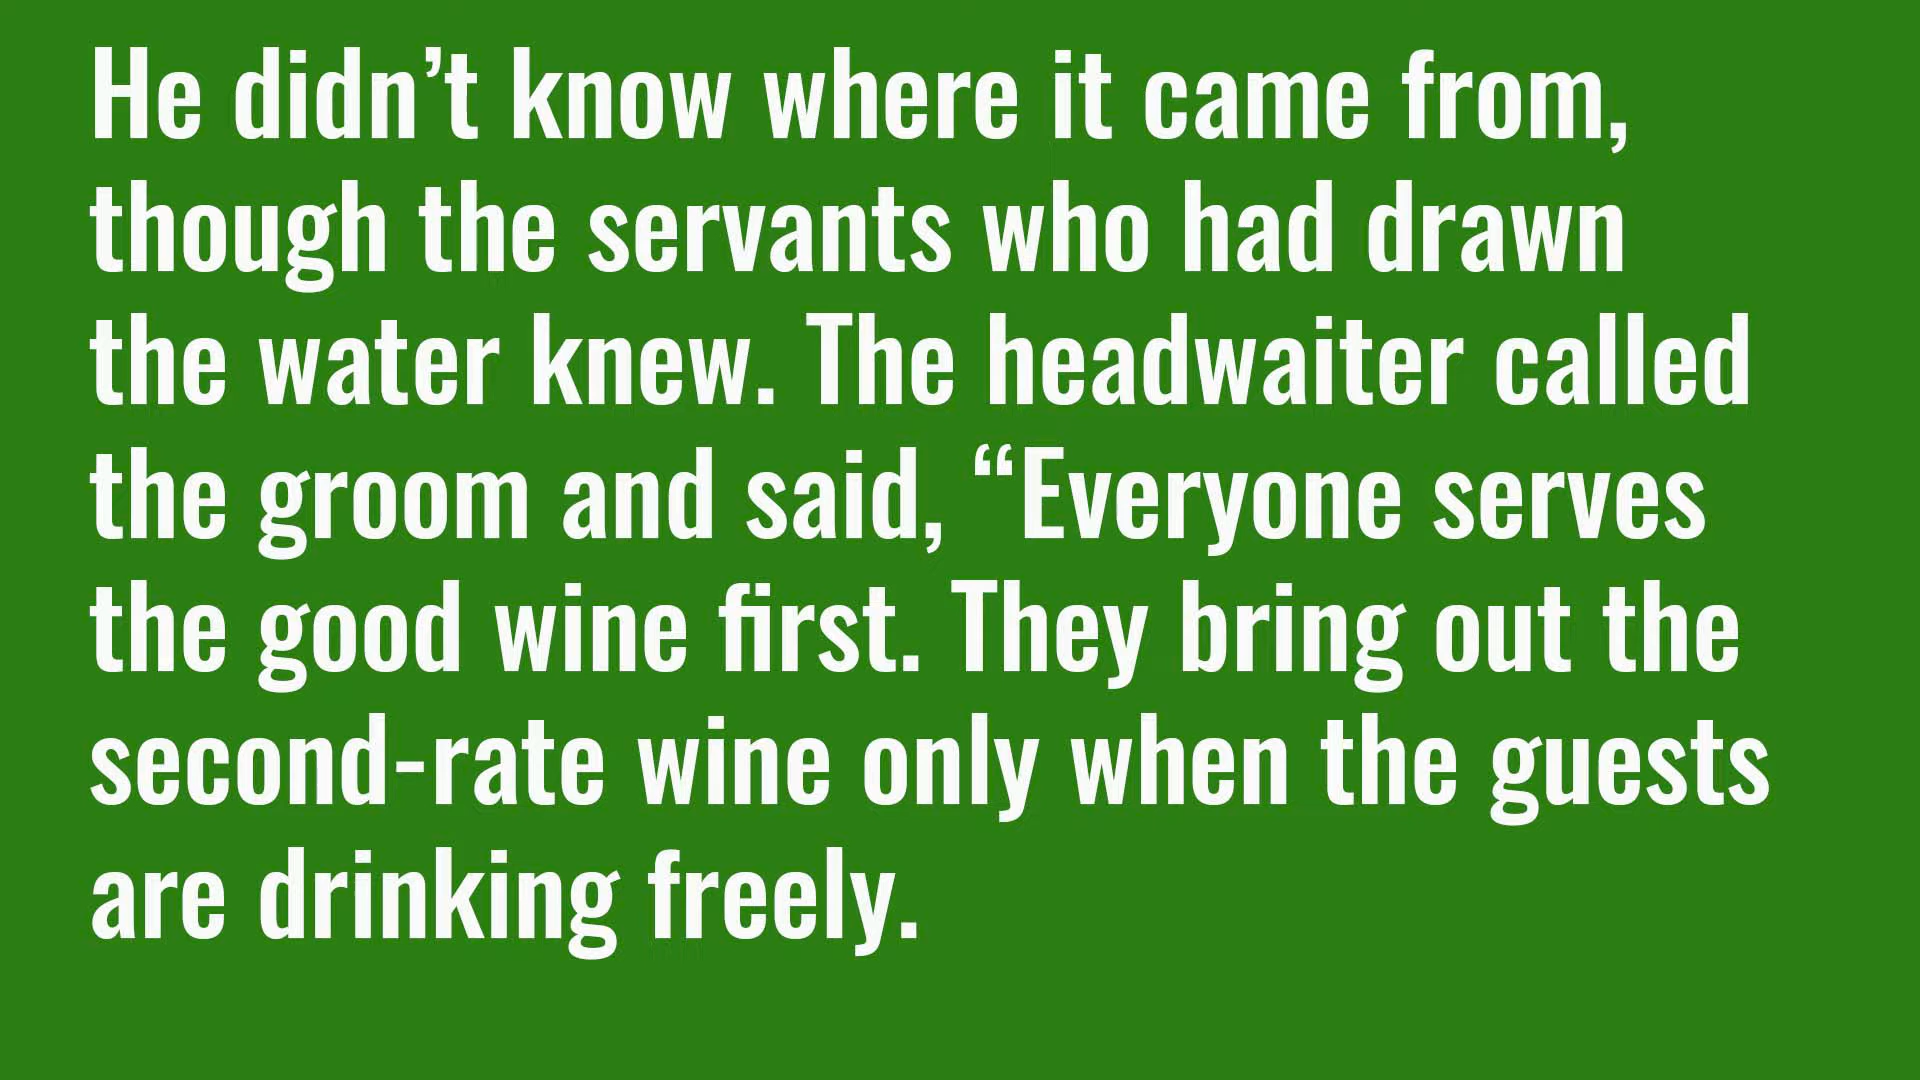 He didn’t know where it came from,
though the servants who had drawn
the water knew. The headwaiter called
the groom and said, “Everyone serves
the good wine first. They bring out the
second-rate wine only when the guests
are drinking freely.